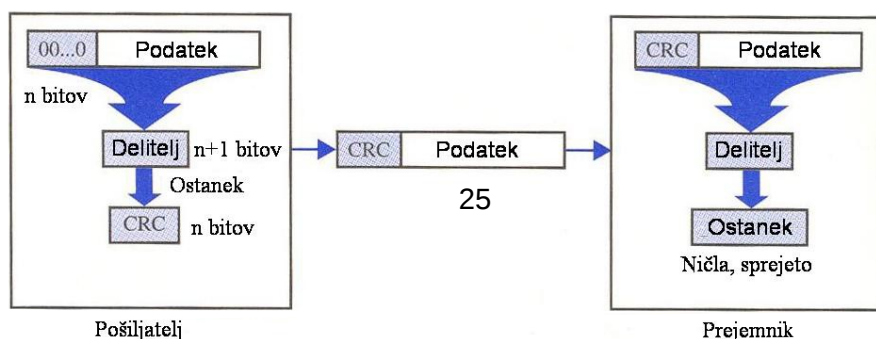 00...0 Podatek
n bitov
Delitelj n+1 bitov
Ostanek
CRC n bitov
Pošiljatelj
CRC Podatek
25
CRC Podatek
Delitelj
Ostanek
Ničla, sprejeto
Prejemnik